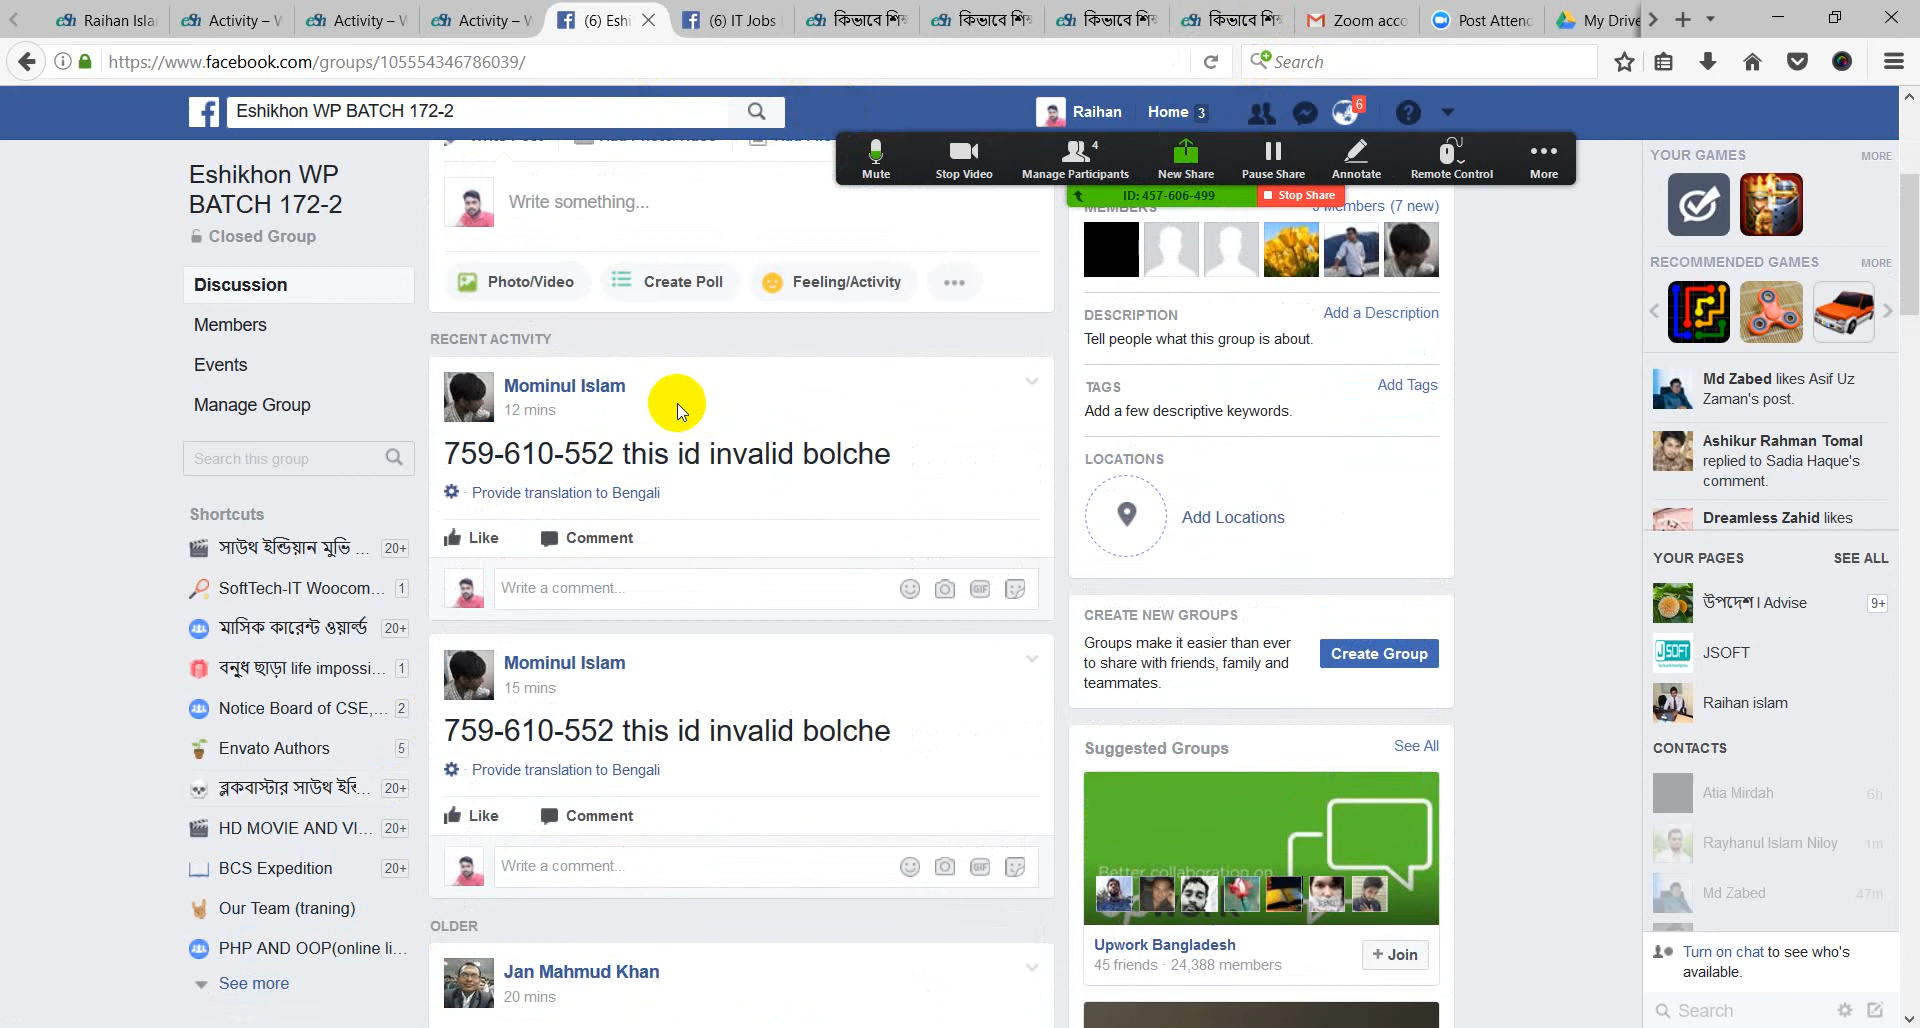 Raihan Isla
Activity – V
Activity – V
Activity – V
(6) Eshi
(6) IT Jobs
কিভাবে শি
কিভাবে শি
কিভাবে শি
কিভাবে শি
Zoom acco
Post Attend
My Drive
https://www.facebook.com/groups/105554346786039/
Search
Eshikhon WP BATCH 172-2
Raihan
Home 3
6
Mute
Stop Video
4
Manage Participants
New Share
Pause Share
Annotate
Remote Control
More
ID: 457-606-499
Stop Share
Eshikhon WP
BATCH 172-2
Closed Group
Discussion
Members
Events
Manage Group
Search this group
Shortcuts
সাউথ ইন্ডিয়ান মুভি ... 20+
SoftTech-IT Woocom... 1
মাসিক কারেন্ট ওয়ার্ল্ড 20+
বন্ধু ছাড়া life impossi... 1
Notice Board of CSE,... 2
Envato Authors 5
ব্লকবাস্টার সাউথ ইন্ডি... 20+
HD MOVIE AND VI... 20+
BCS Expedition 20+
Our Team (traning)
PHP AND OOP(online li...
See more
Write something...
Photo/Video
Create Poll
Feeling/Activity
RECENT ACTIVITY
Mominul Islam
12 mins
759-610-552 this id invalid bolche
· Provide translation to Bengali
Like
Comment
Write a comment...
GIF
Mominul Islam
15 mins
759-610-552 this id invalid bolche
· Provide translation to Bengali
Like
Comment
Write a comment...
GIF
OLDER
Jan Mahmud Khan
20 mins
MEMBERS
Members (7 new)
DESCRIPTION
Add a Description
Tell people what this group is about.
TAGS
Add Tags
Add a few descriptive keywords.
LOCATIONS
Add Locations
CREATE NEW GROUPS
Groups make it easier than ever
to share with friends, family and
teammates.
Create Group
Suggested Groups
See All
Better collaboration on
Upwork Bangladesh
45 friends · 24,388 members
+ Join
YOUR GAMES
MORE
RECOMMENDED GAMES
MORE
Md Zabed likes Asif Uz
Zaman's post.
Ashikur Rahman Tomal
replied to Sadia Haque's
comment.
Dreamless Zahid likes
YOUR PAGES
SEE ALL
উপদেশ l Advise
9+
JSOFT
Raihan islam
CONTACTS
Atia Mirdah 6h
Rayhanul Islam Niloy 1m
Md Zabed 47m
Turn on chat to see who's
available.
Search